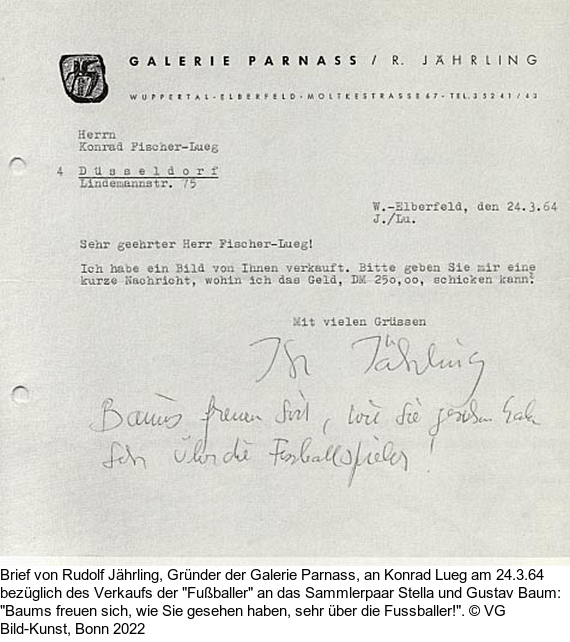 GALERIE PARNASS / R. JÄHRLING
WUPPERTAL-ELBERFELD · MOLTKESTRASSE 67 · TEL. 3 52 41 / 43
Herrn
Konrad Fischer-Lueg
4 Düsseldorf
Lindemannstr. 75
W.-Elberfeld, den 24.3.64
J./Lu.
Sehr geehrter Herr Fischer-Lueg!
Ich habe ein Bild von Ihnen verkauft. Bitte geben Sie mir eine
kurze Nachricht, wohin ich das Geld, DM 250,00, schicken kann!
Mit vielen Grüssen
Ihr Jährling
Baums freuen sich, wie Sie gesehen haben
sehr über die Fussballspieler!
Brief von Rudolf Jährling, Gründer der Galerie Parnass, an Konrad Lueg am 24.3.64
bezüglich des Verkaufs der "Fußballer" an das Sammlerpaar Stella und Gustav Baum:
"Baums freuen sich, wie Sie gesehen haben, sehr über die Fussballer!". © VG
Bild-Kunst, Bonn 2022